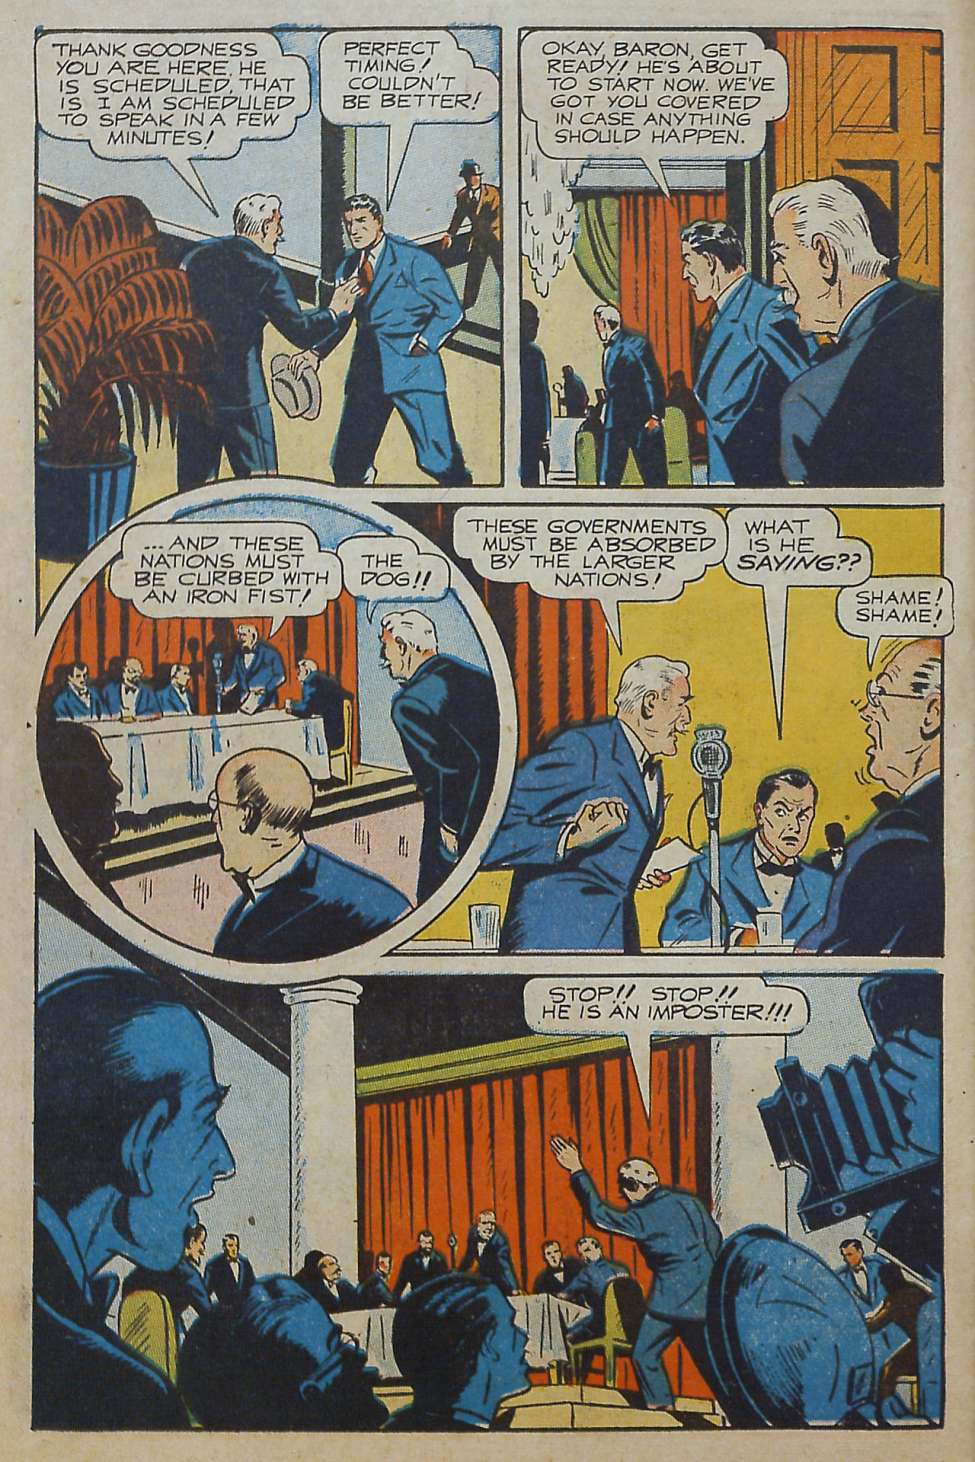 THANK GOODNESS
YOU ARE HERE. HE
IS SCHEDULED, THAT
IS I AM SCHEDULED
TO SPEAK IN A FEW
MINUTES!
PERFECT
TIMING!
COULDN'T
BE BETTER!
OKAY, BARON, GET
READY! HE'S ABOUT
TO START NOW. WE'VE
GOT YOU COVERED
IN CASE ANYTHING
SHOULD HAPPEN.
...AND THESE
NATIONS MUST
BE CURBED WITH
AN IRON FIST!
THE
DOG!!
THESE GOVERNMENTS
MUST BE ABSORBED
BY THE LARGER
NATIONS!
WHAT
IS HE
SAYING??
SHAME!
SHAME!
STOP!! STOP!!
HE IS AN IMPOSTER!!!